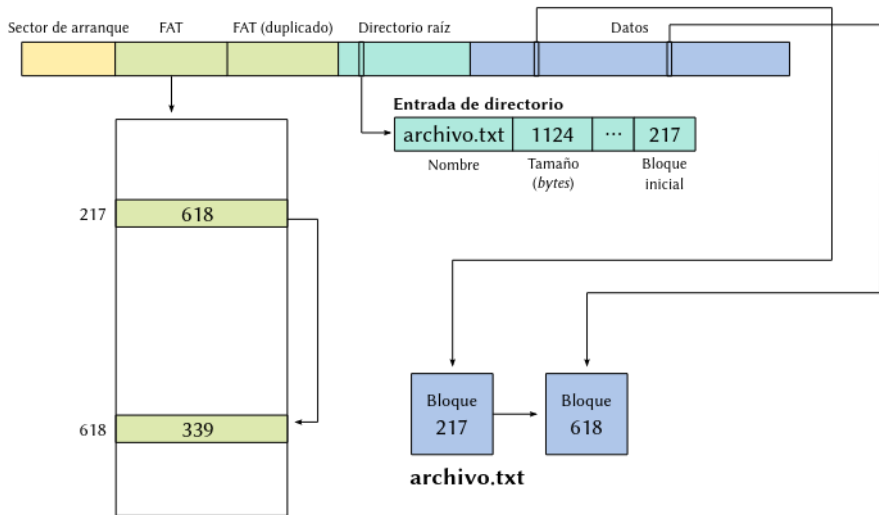 Sector de arranque FAT FAT (duplicado) Directorio raíz Datos
Entrada de directorio
archivo.txt 1124 ... 217
Nombre Tamaño Bloque
(bytes) inicial
217 618
618 339
Bloque Bloque
217 618
archivo.txt